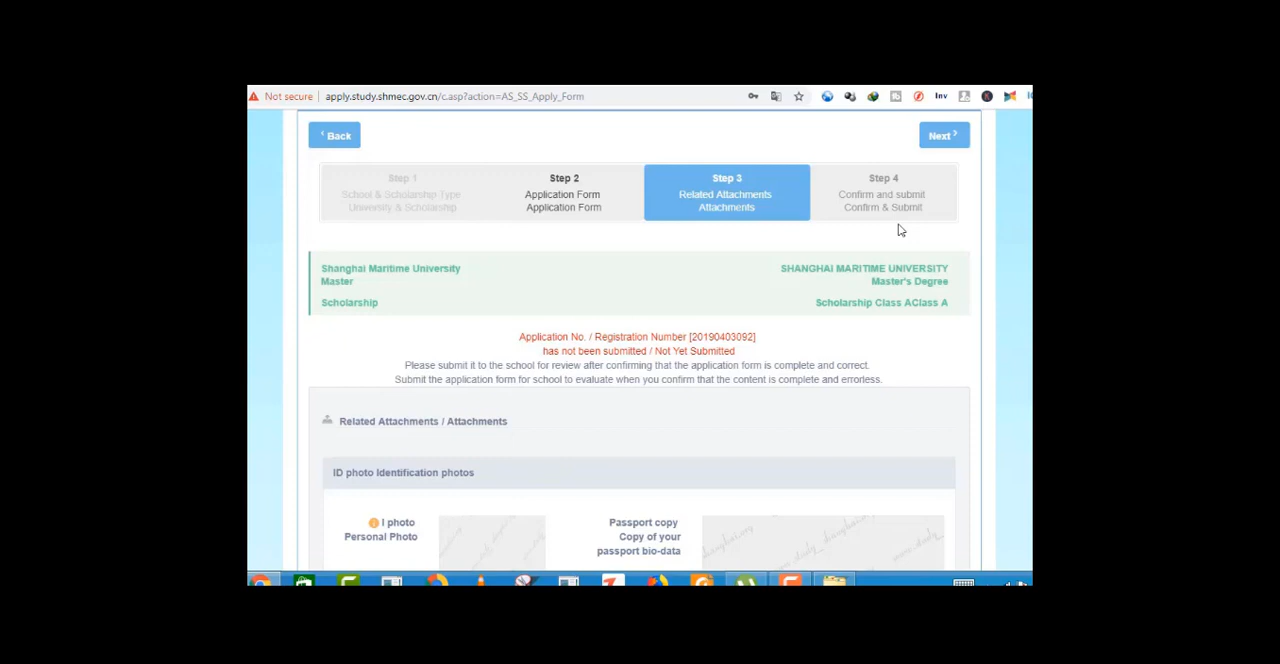 Not secure | apply.study.shmec.gov.cn/c.asp?action=AS_SS_Apply_Form
Inv
Back
Next
Step 1
School & Scholarship Type
University & Scholarship
Step 2
Application Form
Application Form
Step 3
Related Attachments
Attachments
Step 4
Confirm and submit
Confirm & Submit
Shanghai Maritime University
Master
Scholarship
SHANGHAI MARITIME UNIVERSITY
Master's Degree
Scholarship Class AClass A
Application No. / Registration Number [20190403092]
has not been submitted / Not Yet Submitted
Please submit it to the school for review after confirming that the application form is complete and correct.
Submit the application form for school to evaluate when you confirm that the content is complete and errorless.
Related Attachments / Attachments
ID photo Identification photos
I photo
Personal Photo
Passport copy
Copy of your
passport bio-data